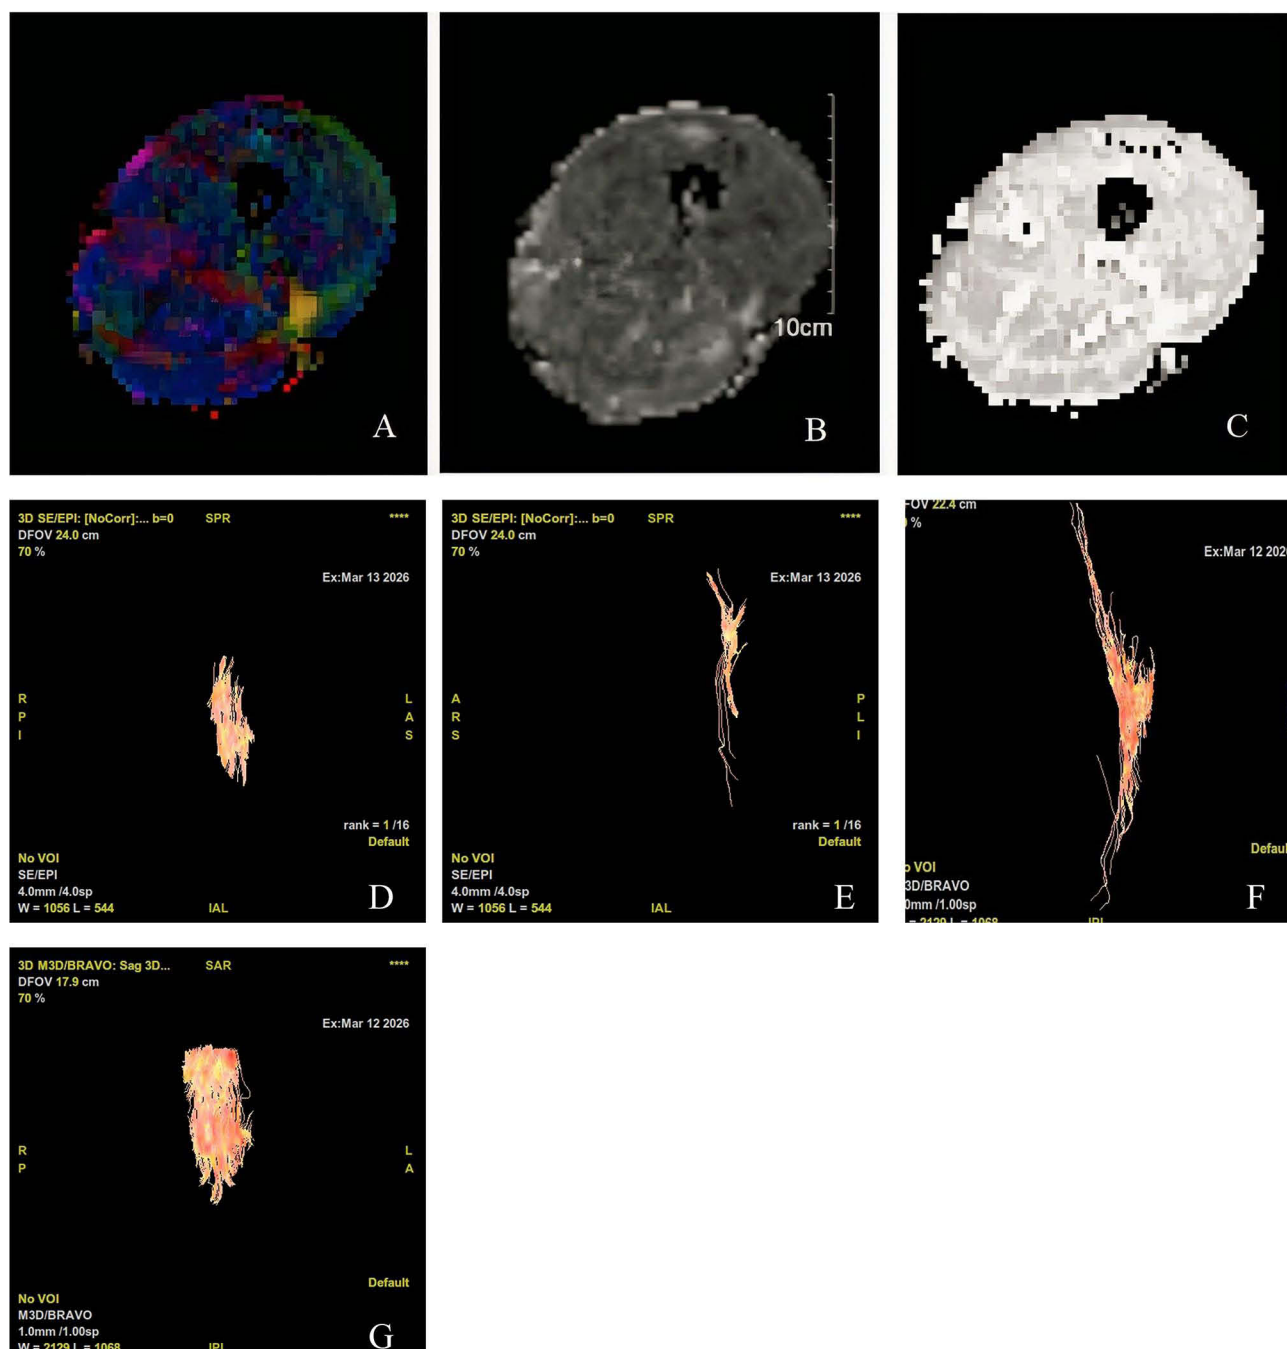 A
10cm
B
C
3D SE/EPI: [NoCorr]:... b=0 SPR ****
DFOV 24.0 cm
70 %
Ex:Mar 13 2026
R L
P A
I S
rank = 1 /16
Default
No VOI
SE/EPI
4.0mm /4.0sp
W = 1056 L = 544 IAL
D
3D SE/EPI: [NoCorr]:... b=0 SPR ****
DFOV 24.0 cm
70 %
Ex:Mar 13 2026
A P
R L
S I
rank = 1 /16
Default
No VOI
SE/EPI
4.0mm /4.0sp
W = 1056 L = 544 IAL
E
FOV 22.4 cm
%
Ex:Mar 12 202
Defaul
o VOI
3D/BRAVO
0mm /1.00sp
= 2129 L = 1068 IPL
F
3D M3D/BRAVO: Sag 3D... SAR ****
DFOV 17.9 cm
70 %
Ex:Mar 12 2026
R L
P A
Default
No VOI
M3D/BRAVO
1.0mm /1.00sp
W = 2129 L = 1068 IPL
G